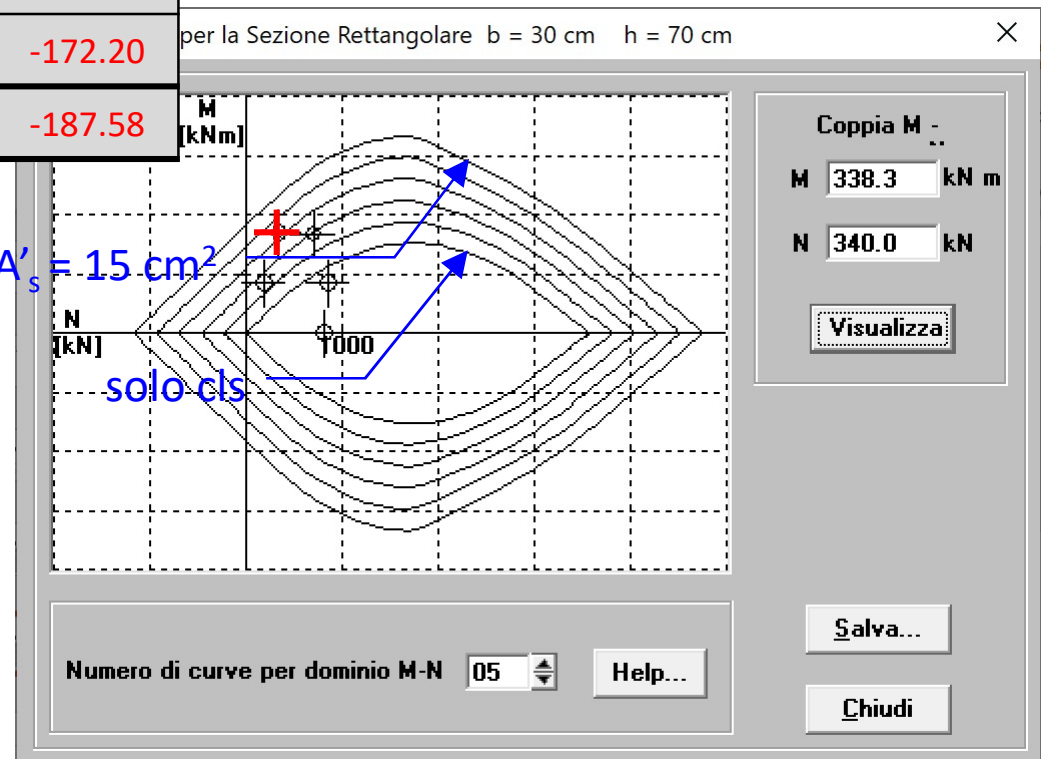 -172.20
per la Sezione Rettangolare b = 30 cm h = 70 cm
-187.58
M
[kNm]
Coppia M -
M 338.3 kN m
A's = 15 cm²
N 340.0 kN
N
[kN]
1000
Visualizza
solo cls
Salva...
Numero di curve per dominio M-N 05 Help...
Chiudi